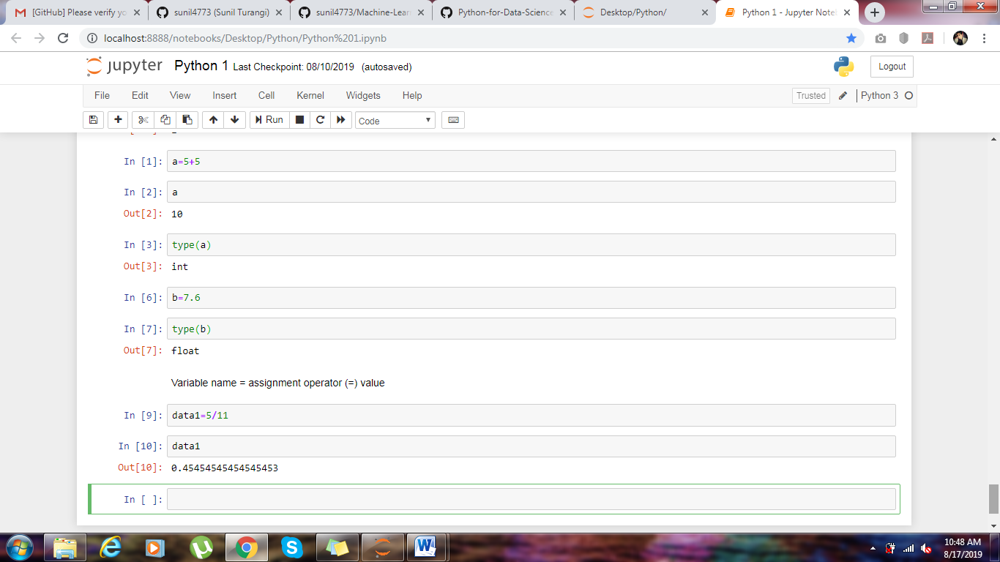 [GitHub] Please verify yo
sunil4773 (Sunil Turangi)
sunil4773/Machine-Lear
Python-for-Data-Science
Desktop/Python/
Python 1 - Jupyter Note
localhost:8888/notebooks/Desktop/Python/Python%201.ipynb
jupyter Python 1 Last Checkpoint: 08/10/2019 (autosaved)
Logout
File Edit View Insert Cell Kernel Widgets Help
Trusted Python 3
Run Code
In [1]: a=5+5
In [2]: a
Out[2]: 10
In [3]: type(a)
Out[3]: int
In [6]: b=7.6
In [7]: type(b)
Out[7]: float
Variable name = assignment operator (=) value
In [9]: data1=5/11
In [10]: data1
Out[10]: 0.45454545454545453
In [ ]:
10:48 AM
8/17/2019